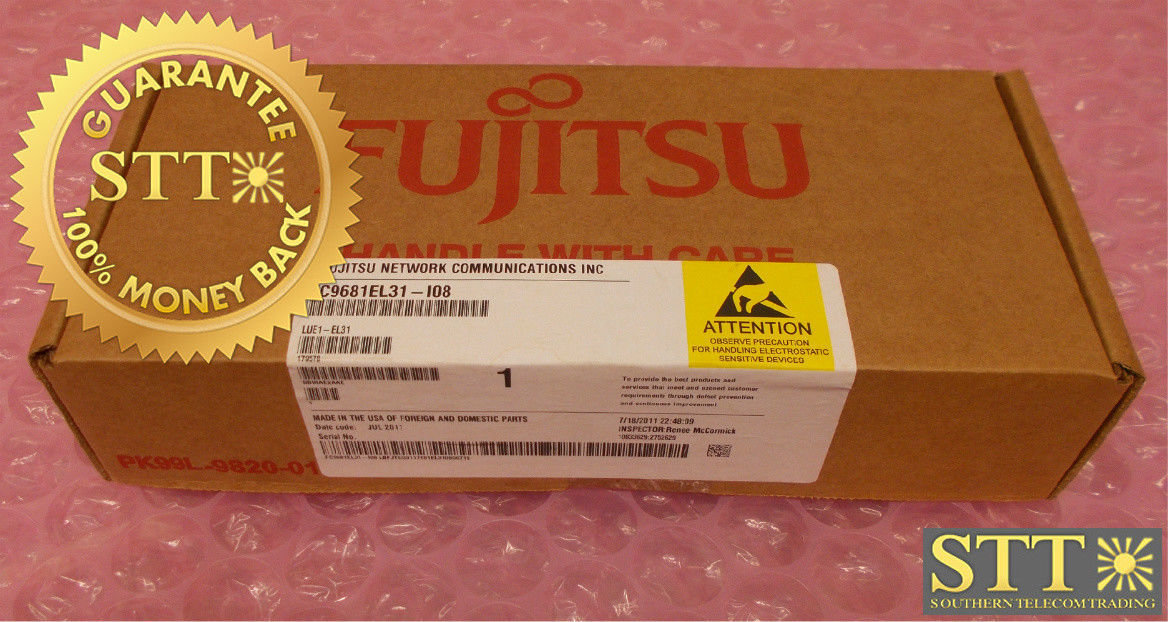 GUARANTEE
STT
100% MONEY BACK
FUJITSU
HANDLE WITH CARE
FUJITSU NETWORK COMMUNICATIONS INC
C9681EL31-I08
LUE1-EL31
179578
1
ATTENTION
OBSERVE PRECAUTION
FOR HANDLING ELECTROSTATIC
SENSITIVE DEVICES
To provide the best products and
services that meet and exceed customer
requirements through defect prevention
and continuous improvement
MADE IN THE USA OF FOREIGN AND DOMESTIC PARTS
Date code: JUL 2011
Serial No.
7/18/2011 22:48:09
INSPECTOR:Renee McCormick
10833629:2752629
PK99L-9820-01
STT
SOUTHERN TELECOM TRADING